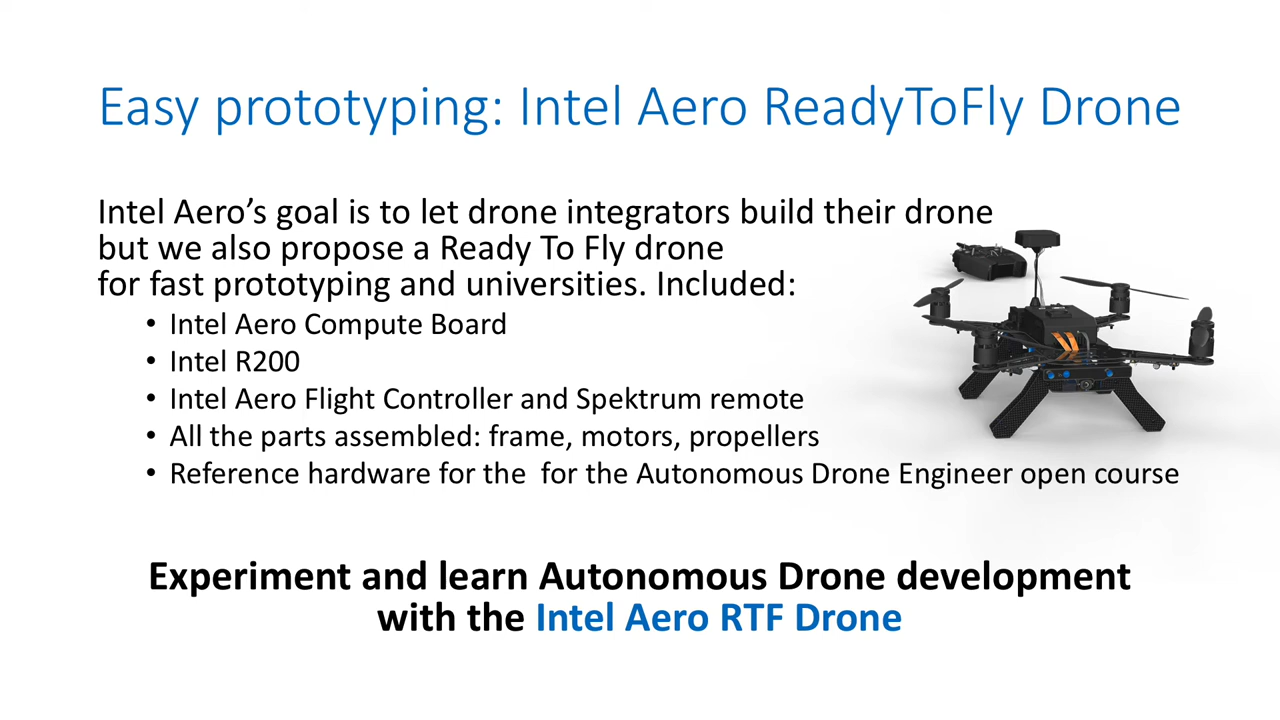 Easy prototyping: Intel Aero ReadyToFly Drone
Intel Aero’s goal is to let drone integrators build their drone
but we also propose a Ready To Fly drone
for fast prototyping and universities. Included:
• Intel Aero Compute Board
• Intel R200
• Intel Aero Flight Controller and Spektrum remote
• All the parts assembled: frame, motors, propellers
• Reference hardware for the  for the Autonomous Drone Engineer open course
Experiment and learn Autonomous Drone development
with the Intel Aero RTF Drone